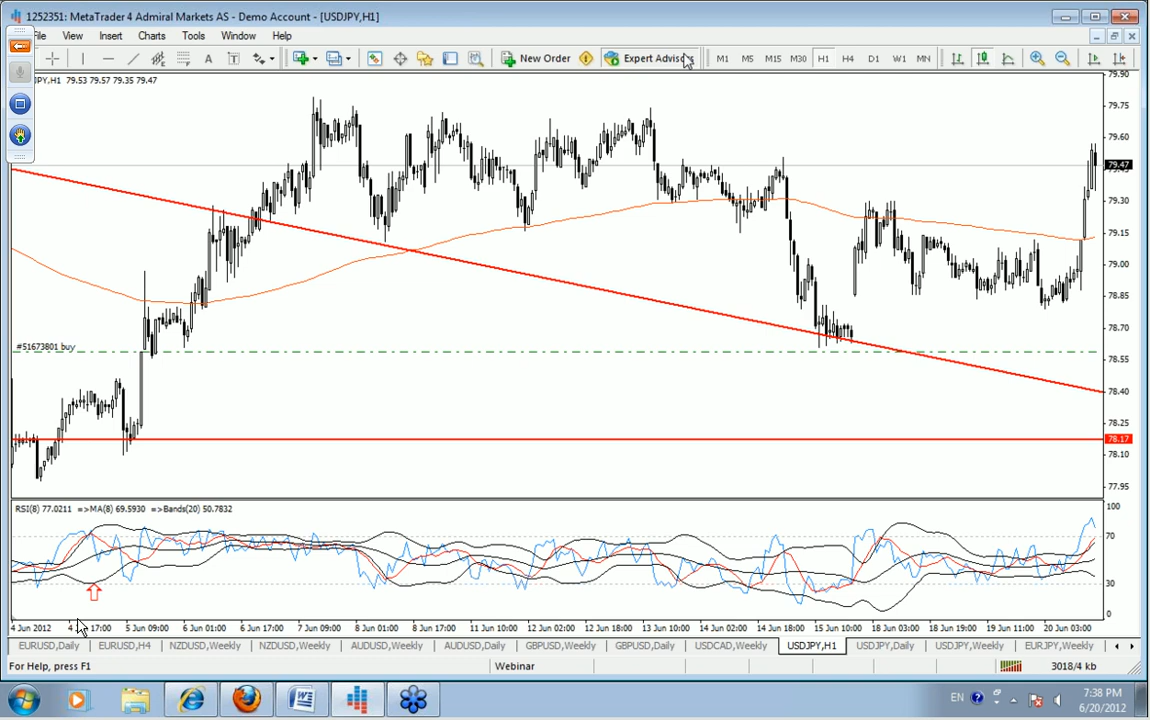 1252351: MetaTrader 4 Admiral Markets AS - Demo Account - [USDJPY,H1]
View Insert Charts Tools Window Help
A T New Order Expert Advisors M1 M5 M15 M30 H1 H4 D1 W1 MN
JPY,H1 79.53 79.57 79.35 79.47
79.90
79.75
79.60
79.47
79.45
79.30
79.15
79.00
78.85
78.70
#51673801 buy
78.55
78.40
78.25
78.17
78.10
77.95
RSI(8) 77.0211 =>MA(8) 69.5930 =>Bands(20) 50.7832
100
70
30
0
4 Jun 2012 4 Jun 17:00 5 Jun 09:00 6 Jun 01:00 6 Jun 17:00 7 Jun 09:00 8 Jun 01:00 8 Jun 17:00 11 Jun 10:00 12 Jun 02:00 12 Jun 18:00 13 Jun 10:00 14 Jun 02:00 14 Jun 18:00 15 Jun 10:00 18 Jun 03:00 18 Jun 19:00 19 Jun 11:00 20 Jun 03:00
EURUSD,Daily EURUSD,H4 NZDUSD,Weekly NZDUSD,Weekly AUDUSD,Weekly AUDUSD,Daily GBPUSD,Weekly GBPUSD,Daily USDCAD,Weekly USDJPY,H1 USDJPY,Daily USDJPY,Weekly EURJPY,Weekly
For Help, press F1 Webinar 3018/4 kb
EN 7:38 PM
6/20/2012